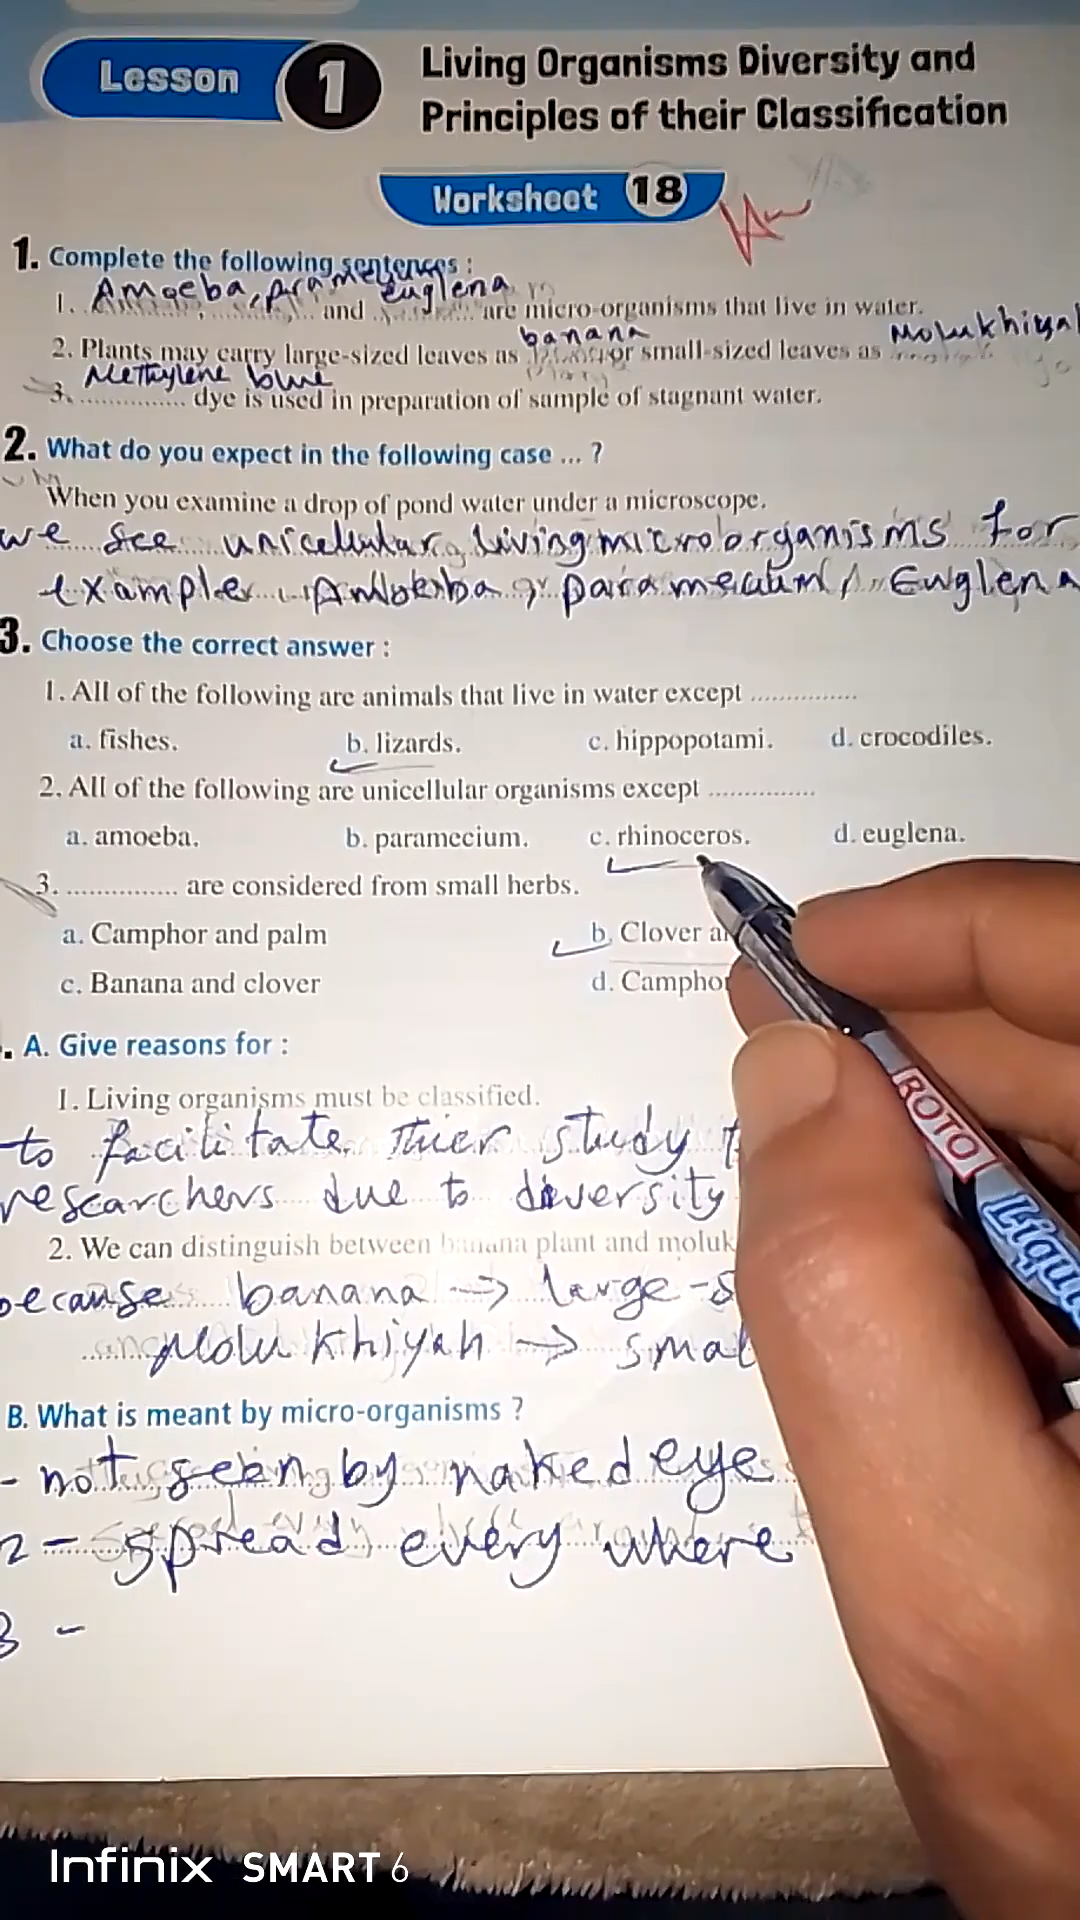 Lesson 1 Living Organisms Diversity and
Principles of their Classification
Worksheet 18
1. Complete the following sentences :
Amoeba, prame euglena
1. and are micro-organisms that live in water.
banana Molukhiyah
2. Plants may carry large-sized leaves as or small-sized leaves as
Methylene blue
3. dye is used in preparation of sample of stagnant water.
2. What do you expect in the following case ... ?
When you examine a drop of pond water under a microscope.
we see unicellular living microorganisms for
example Euglena
3. Choose the correct answer :
1. All of the following are animals that live in water except ...............
a. fishes. b. lizards. c. hippopotami. d. crocodiles.
2. All of the following are unicellular organisms except ...............
a. amoeba. b. paramecium. c. rhinoceros. d. euglena.
3. ............... are considered from small herbs.
a. Camphor and palm b. Clover
c. Banana and clover d. Camphor
. A. Give reasons for :
1. Living organisms must be classified.
to facilitate thier study
researchers due to diversity
2. We can distinguish between banana plant and moluk
because banana → large-s
Molukhiyah → smal
B. What is meant by micro-organisms ?
- not seen by naked eye
2 - spread every where
3 -
ROTO
Liqu
Infinix SMART 6